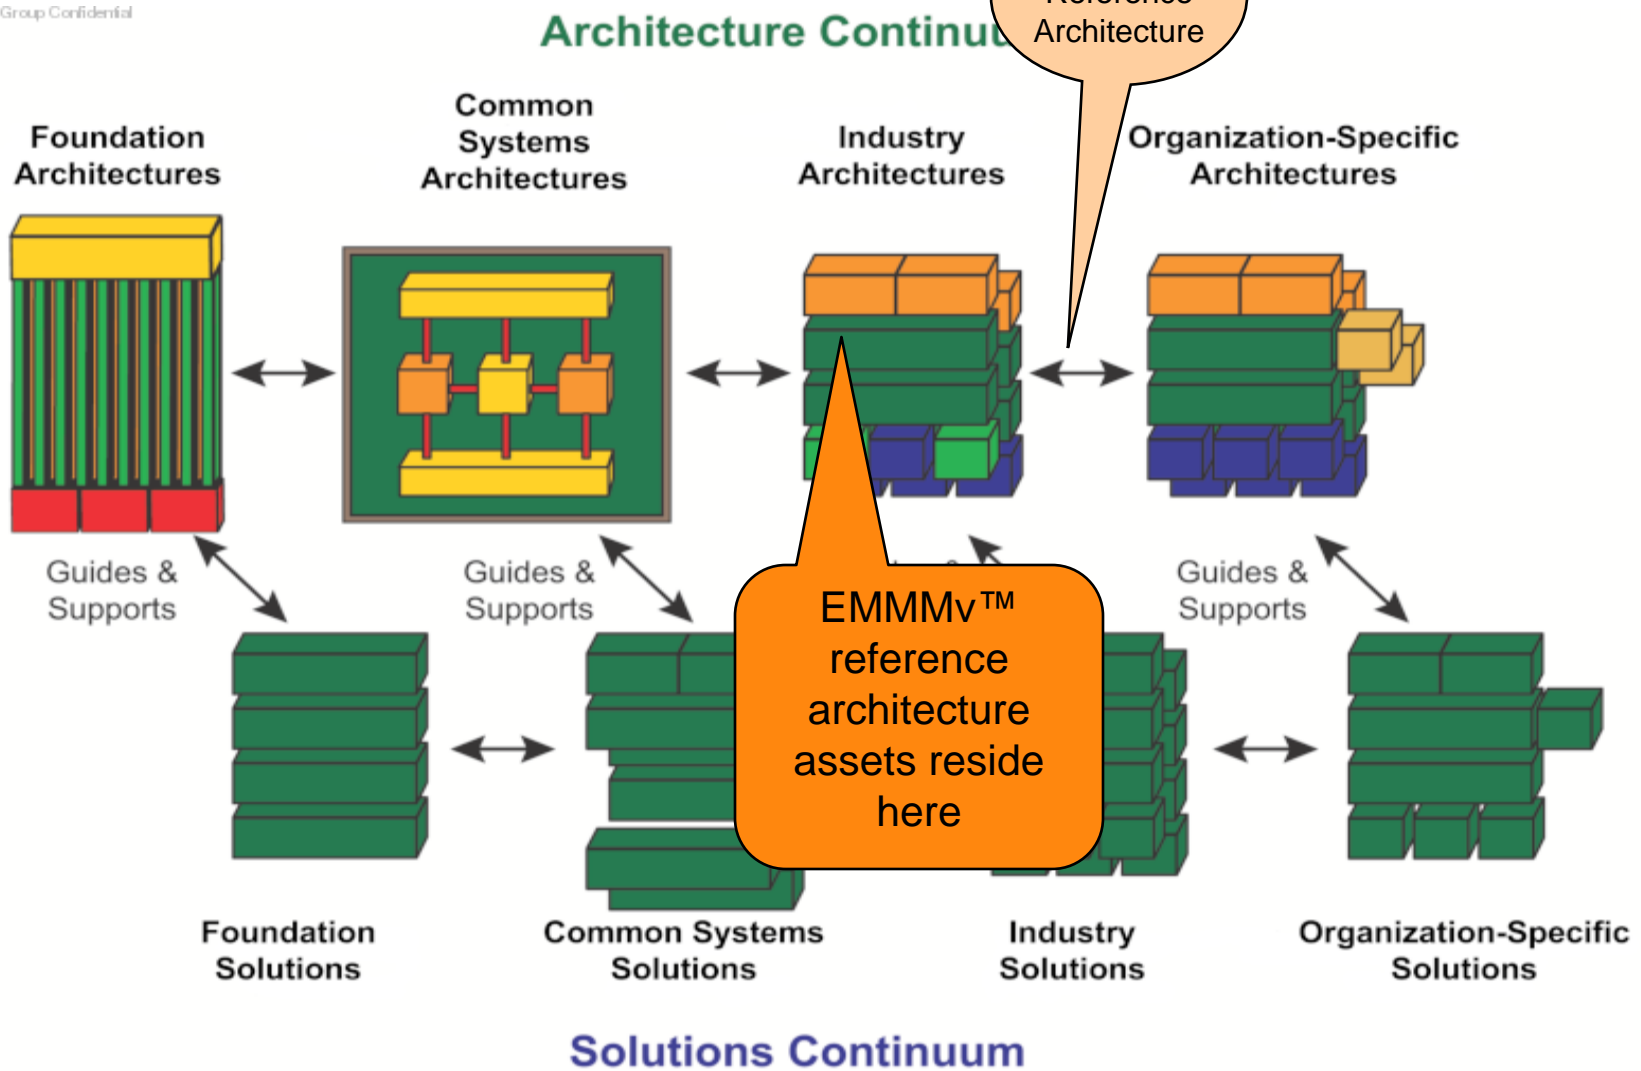 Group Confidential
Architecture
Architecture
Foundation
Architectures
Common
Systems
Architectures
Industry
Architectures
Organization-Specific
Architectures
Guides &
Supports
Guides &
Supports
Guides &
Supports
EMMMv™
reference
architecture
assets reside
here
Foundation
Solutions
Common Systems
Solutions
Industry
Solutions
Organization-Specific
Solutions
Solutions Continuum